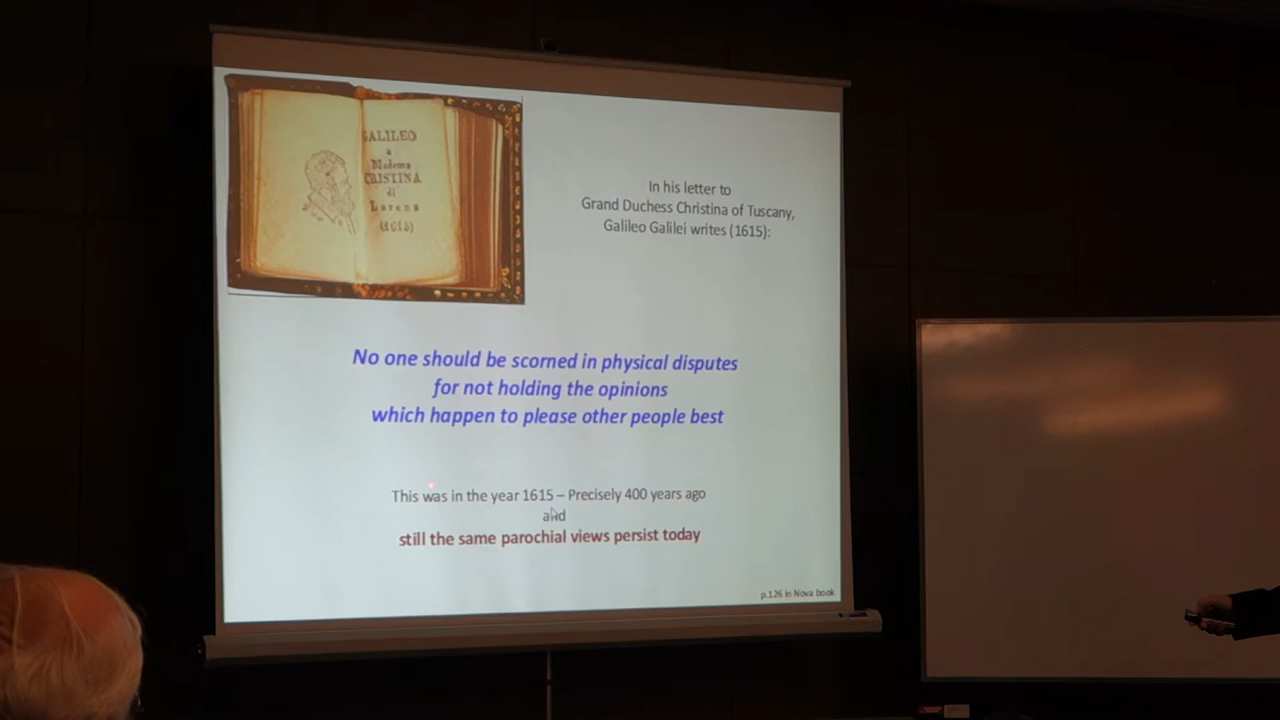 GALILEO
a
Madama
CRISTINA
di
Lorena
(1615)
In his letter to
Grand Duchess Christina of Tuscany,
Galileo Galilei writes (1615):
No one should be scorned in physical disputes
for not holding the opinions
which happen to please other people best
This was in the year 1615 – Precisely 400 years ago
and
still the same parochial views persist today
p.126 in Nova book